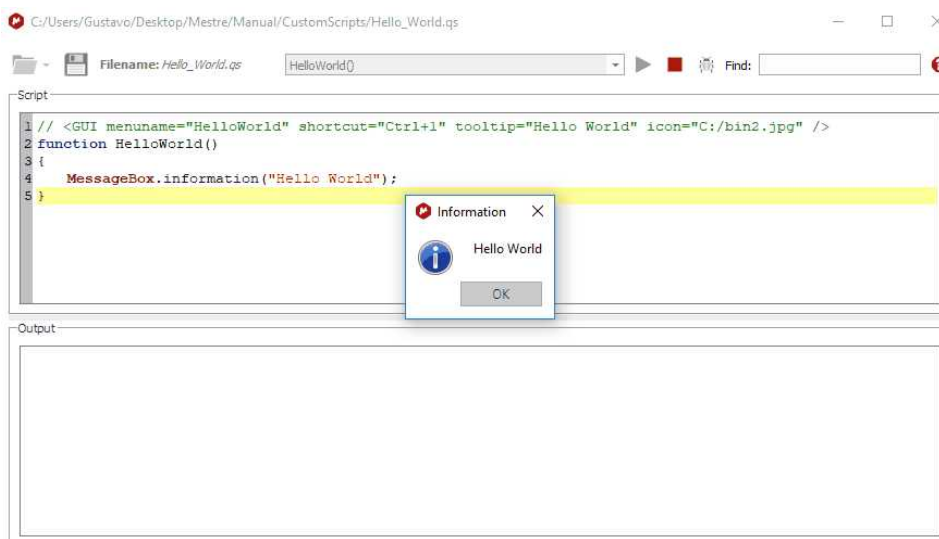 C:/Users/Gustavo/Desktop/Mestre/Manual/CustomScripts/Hello_World.qs
Filename: Hello_World.qs HelloWorld() Find:
Script
1 // <GUI menuname="HelloWorld" shortcut="Ctrl+1" tooltip="Hello World" icon="C:/bin2.jpg" />
2 function HelloWorld()
3 {
4 MessageBox.information("Hello World");
5 }
Information
Hello World
OK
Output